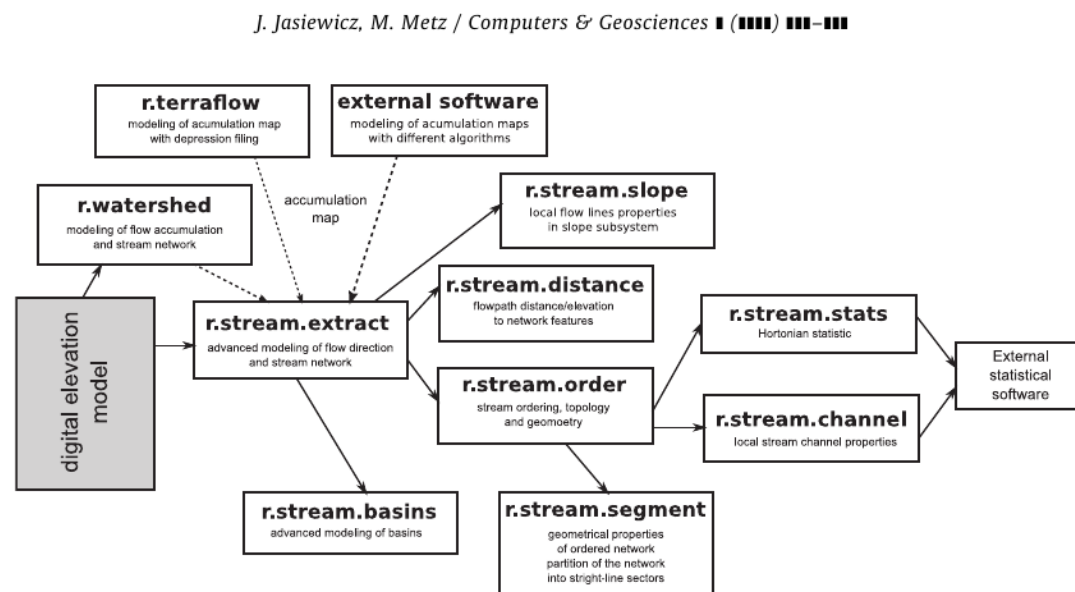 J. Jasiewicz, M. Metz / Computers & Geosciences ▮ (▮▮▮▮) ▮▮▮–▮▮▮
r.terraflow
modeling of acumulation map
with depression filing
external software
modeling of acumulation maps
with different algorithms
r.watershed
modeling of flow accumulation
and stream network
accumulation
map
r.stream.slope
local flow lines properties
in slope subsystem
digital elevation
model
r.stream.extract
advanced modeling of flow direction
and stream network
r.stream.distance
flowpath distance/elevation
to network features
r.stream.order
stream ordering, topology
and geomoetry
r.stream.stats
Hortonian statistic
r.stream.channel
local stream channel properties
External
statistical
software
r.stream.basins
advanced modeling of basins
r.stream.segment
geometrical properties
of ordered network
partition of the network
into stright-line sectors